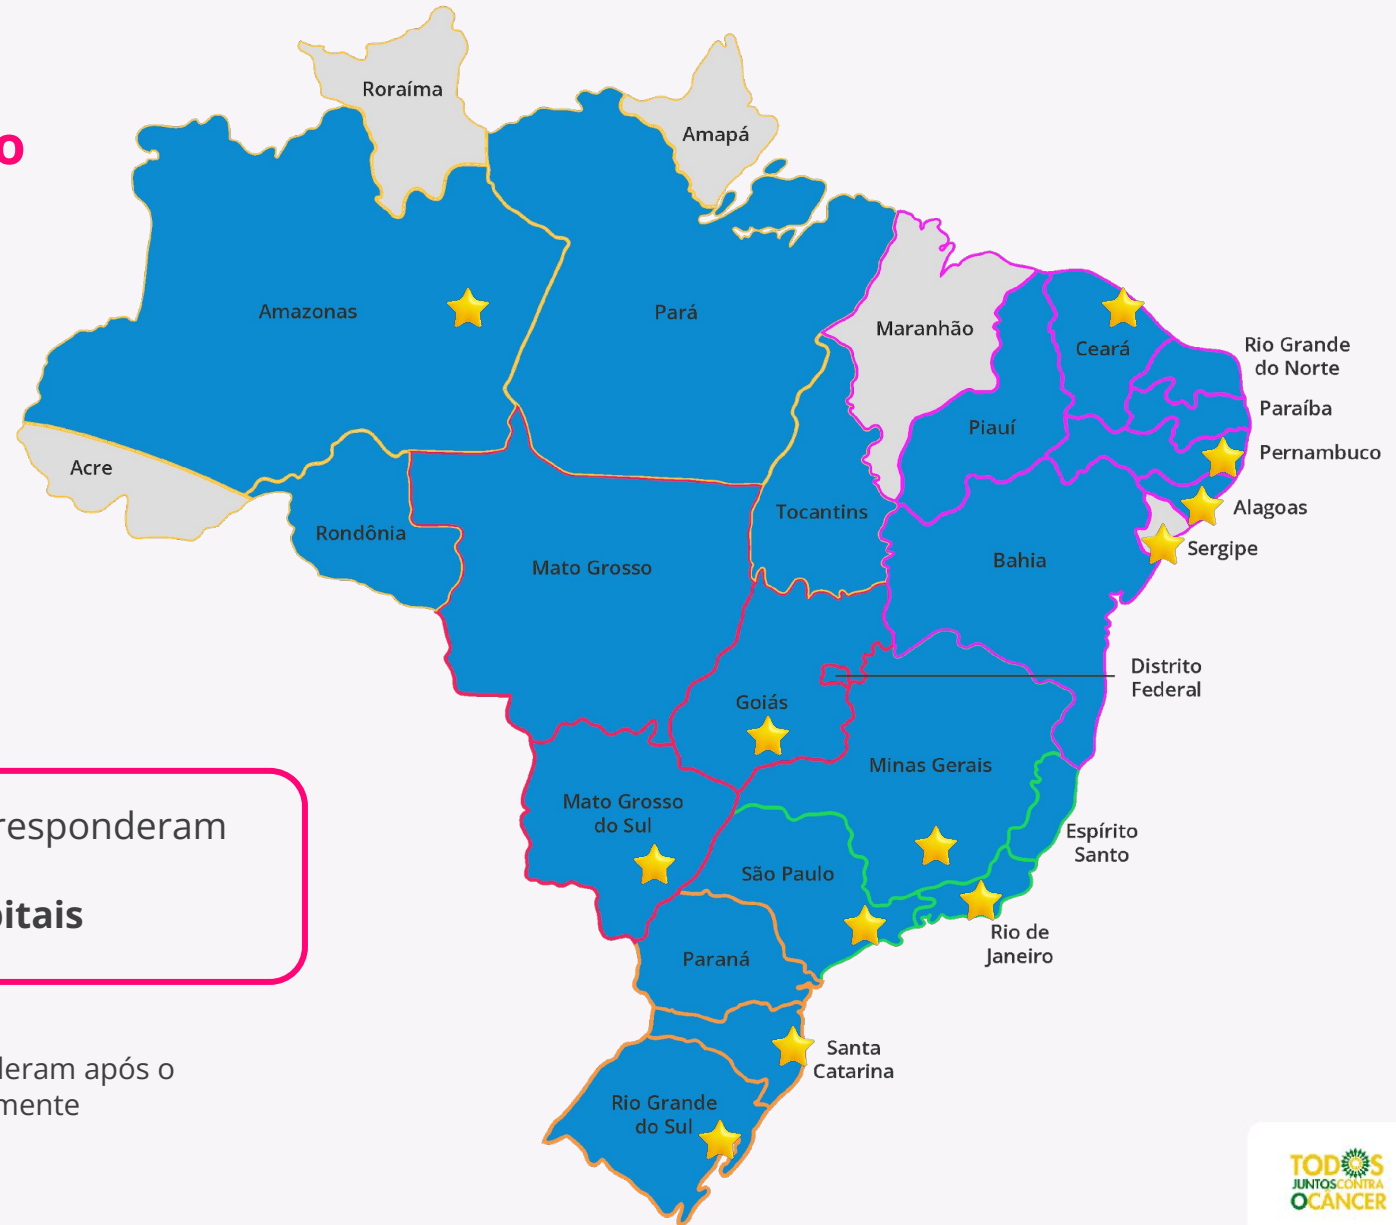 o
responderam
pitais
deram após o
mente
Roraíma
Amapá
Amazonas
Pará
Maranhão
Ceará
Rio Grande
do Norte
Paraíba
Piauí
Pernambuco
Acre
Alagoas
Tocantins
Rondônia
Sergipe
Mato Grosso
Bahia
Distrito
Federal
Goiás
Minas Gerais
Mato Grosso
do Sul
Espírito
Santo
São Paulo
Rio de
Janeiro
Paraná
Santa
Catarina
Rio Grande
do Sul
TODOS
JUNTOS CONTRA
O CÂNCER